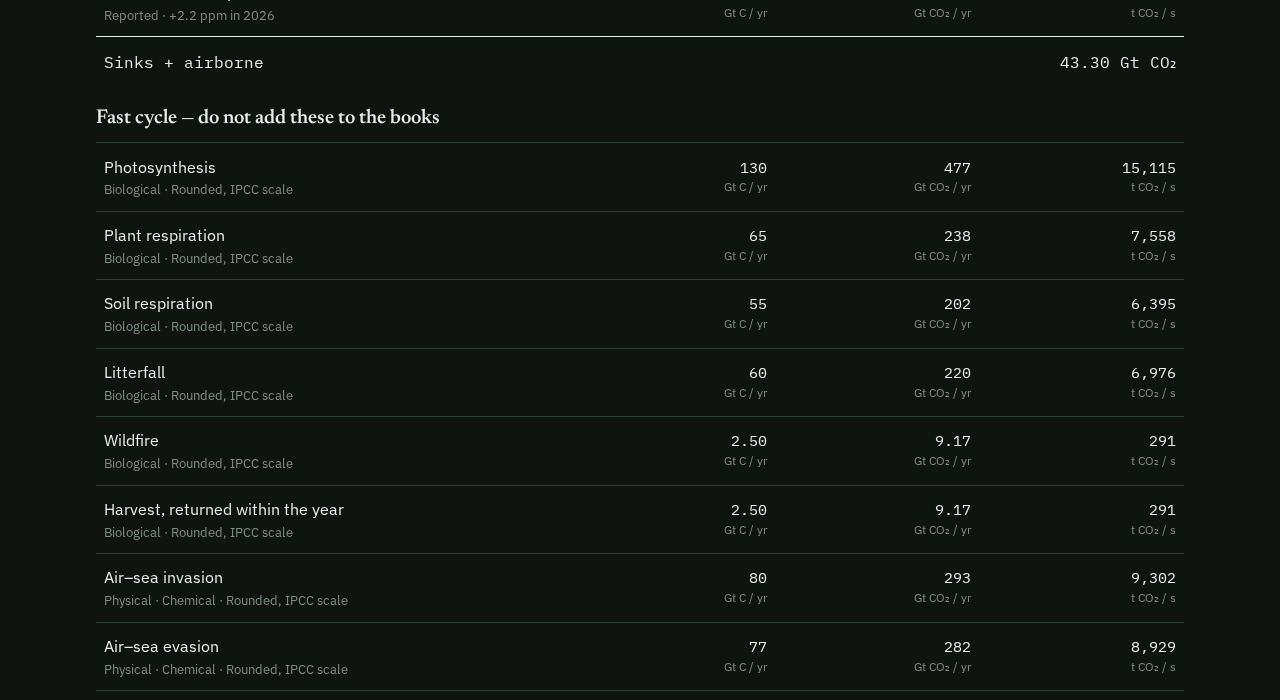 Reported · +2.2 ppm in 2026
Gt C / yr
Gt CO₂ / yr
t CO₂ / s
Sinks + airborne
43.30 Gt CO₂
Fast cycle — do not add these to the books
Photosynthesis
130
477
15,115
Biological · Rounded, IPCC scale
Gt C / yr
Gt CO₂ / yr
t CO₂ / s
Plant respiration
65
238
7,558
Biological · Rounded, IPCC scale
Gt C / yr
Gt CO₂ / yr
t CO₂ / s
Soil respiration
55
202
6,395
Biological · Rounded, IPCC scale
Gt C / yr
Gt CO₂ / yr
t CO₂ / s
Litterfall
60
220
6,976
Biological · Rounded, IPCC scale
Gt C / yr
Gt CO₂ / yr
t CO₂ / s
Wildfire
2.50
9.17
291
Biological · Rounded, IPCC scale
Gt C / yr
Gt CO₂ / yr
t CO₂ / s
Harvest, returned within the year
2.50
9.17
291
Biological · Rounded, IPCC scale
Gt C / yr
Gt CO₂ / yr
t CO₂ / s
Air–sea invasion
80
293
9,302
Physical · Chemical · Rounded, IPCC scale
Gt C / yr
Gt CO₂ / yr
t CO₂ / s
Air–sea evasion
77
282
8,929
Physical · Chemical · Rounded, IPCC scale
Gt C / yr
Gt CO₂ / yr
t CO₂ / s